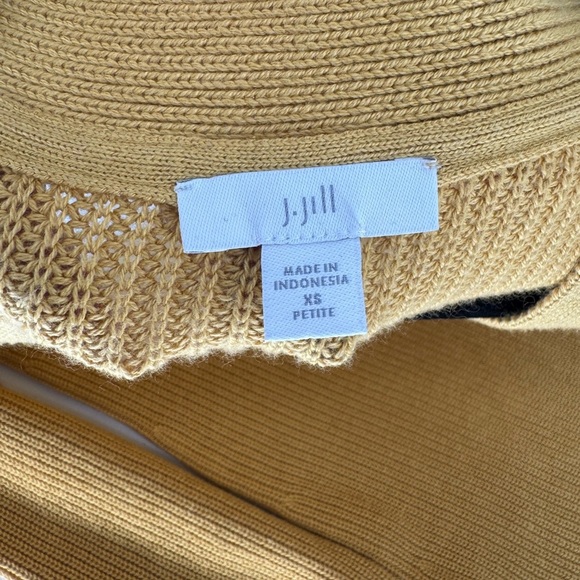 J.Jill
MADE IN
INDONESIA
XS
PETITE